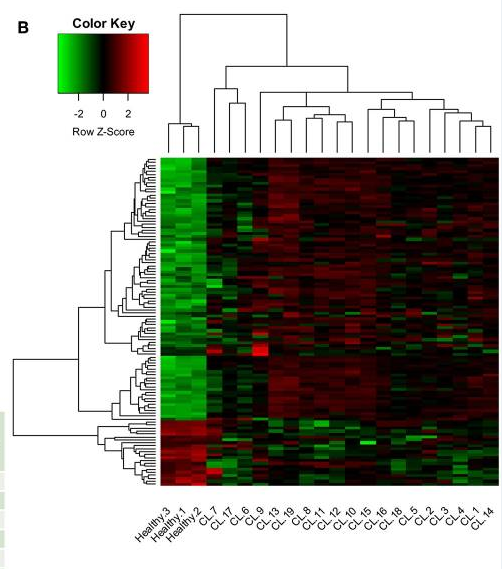 B
Color Key
-2 0 2
Row Z-Score
Healthy.3 Healthy.1 Healthy.2 CL.7 CL.17 CL.6 CL.9 CL.13 CL.19 CL.8 CL.11 CL.12 CL.10 CL.15 CL.16 CL.18 CL.5 CL.2 CL.3 CL.4 CL.1 CL.14